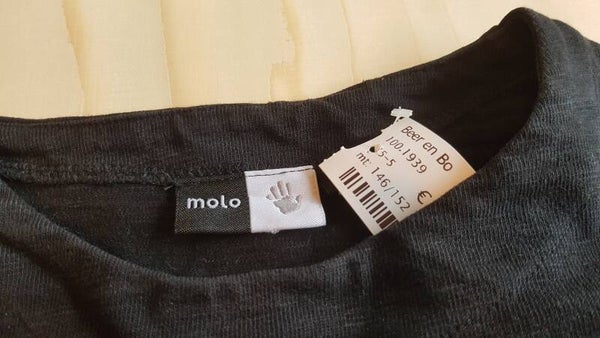 molo
Beer en Bo
100.1939
S-S
mt: 146/152
€